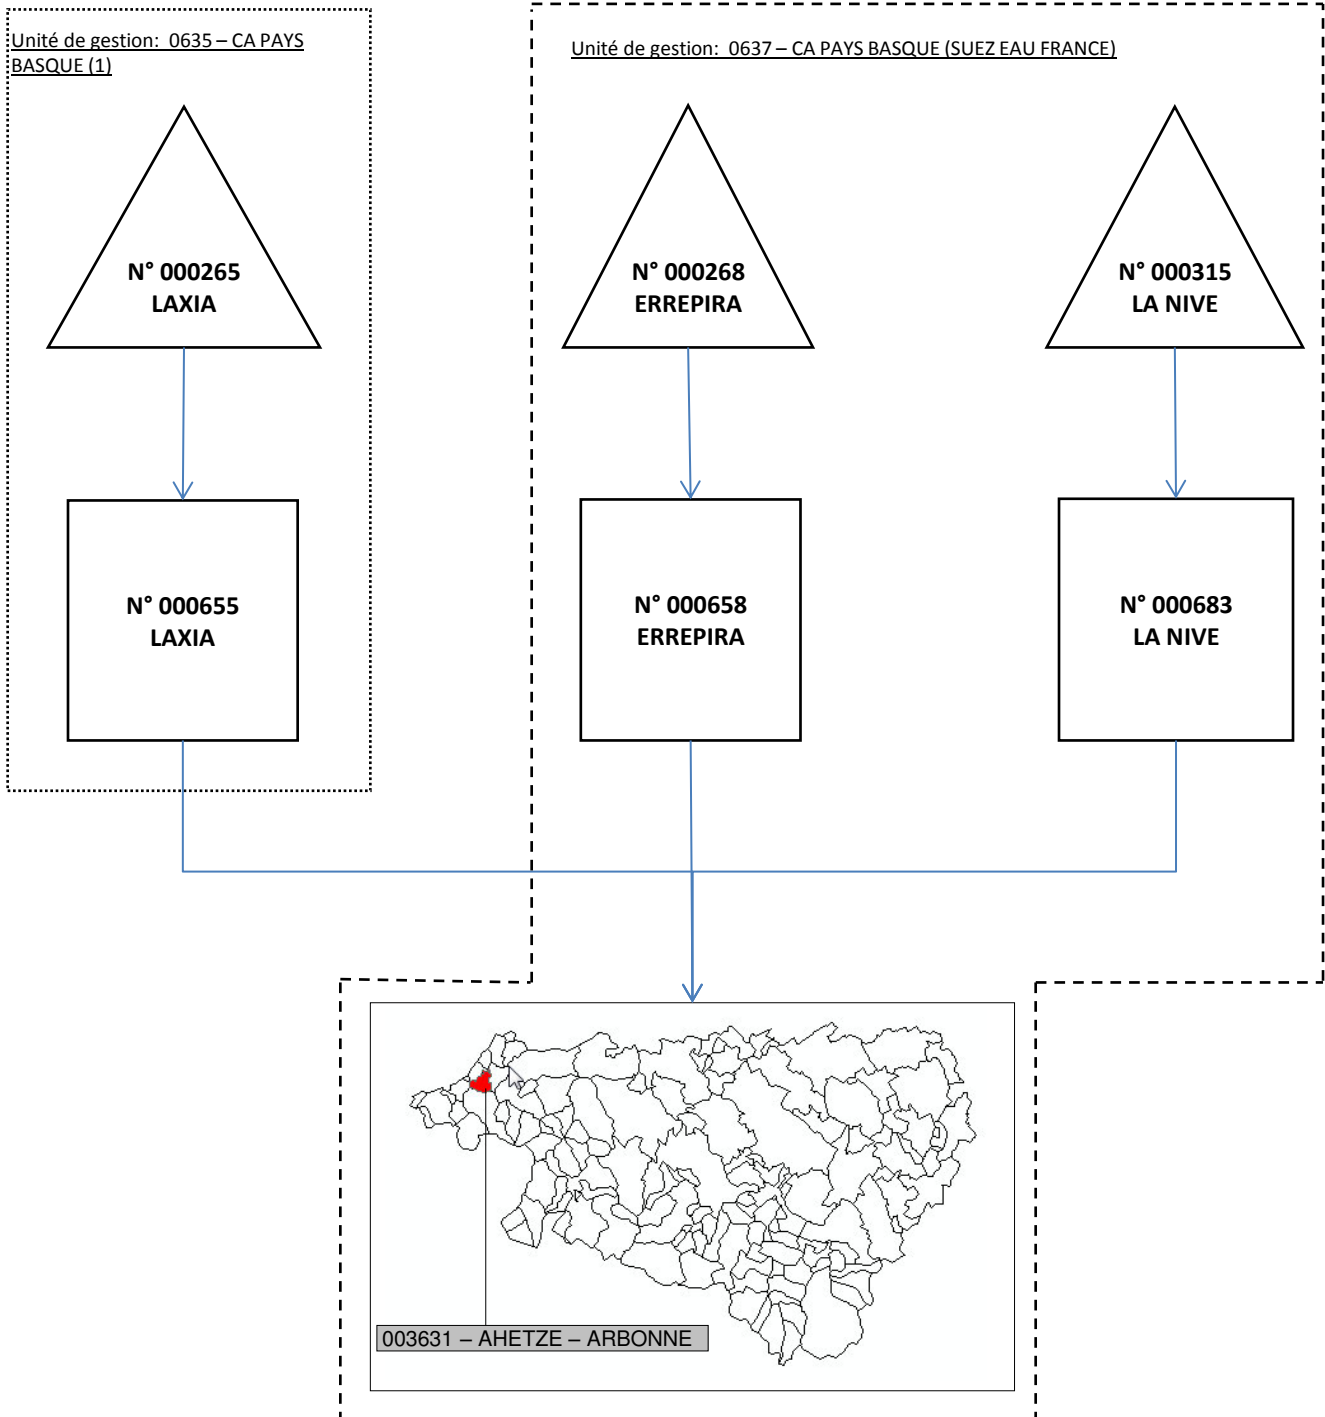 Unité de gestion: 0635 – CA PAYS
BASQUE (1)
Unité de gestion: 0637 – CA PAYS BASQUE (SUEZ EAU FRANCE)
N° 000265
LAXIA
N° 000268
ERREPIRA
N° 000315
LA NIVE
N° 000655
LAXIA
N° 000658
ERREPIRA
N° 000683
LA NIVE
003631 – AHETZE – ARBONNE